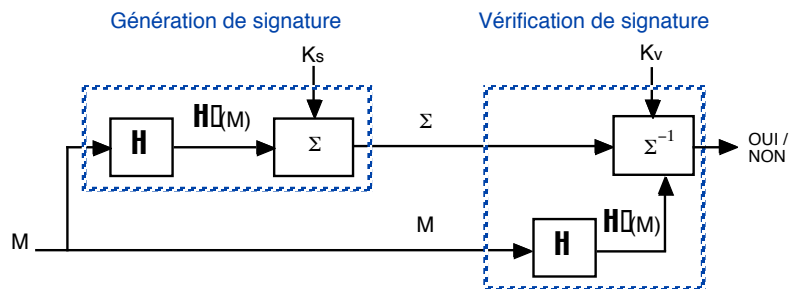 Génération de signature
Vérification de signature
Ks
Kv
H
H(M)
Σ
Σ
Σ⁻¹
OUI /
NON
M
M
H
H(M)